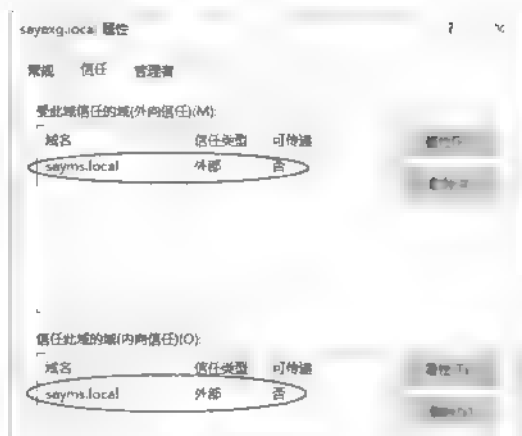 sayexg.local 属性 ?
常规 信任 管理者
受此域信任的域(外向信任)(M):
域名 信任类型 可传递
sayms.local 外部 否
信任此域的域(内向信任)(O):
域名 信任类型 可传递
sayms.local 外部 否